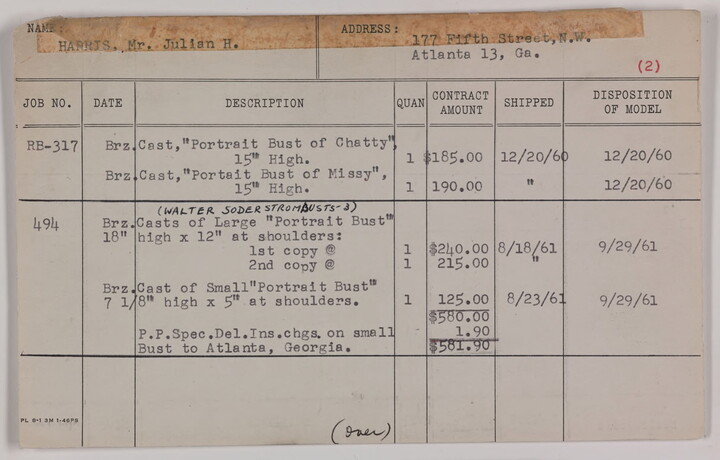 NAME: ADDRESS:
HARRIS, Mr. Julian H. 177 Fifth Street,N.W.
Atlanta 13, Ga.
(2)
JOB NO. DATE DESCRIPTION QUAN CONTRACT AMOUNT SHIPPED DISPOSITION OF MODEL
RB-317 Brz.Cast,"Portrait Bust of Chatty",
15" High. 1 $185.00 12/20/60 12/20/60
Brz.Cast,"Portait Bust of Missy",
15" High. 1 190.00 " 12/20/60
(WALTER SODERSTROM BUSTS-3)
494 Brz.Casts of Large "Portrait Bust"
18" high x 12" at shoulders:
1st copy @ 1 $240.00 8/18/61 9/29/61
2nd copy @ 1 215.00 "
Brz.Cast of Small"Portrait Bust"
7 1/8" high x 5" at shoulders. 1 125.00 8/23/61 9/29/61
$580.00
P.P.Spec.Del.Ins.chgs. on small 1.90
Bust to Atlanta, Georgia. $581.90
(Over)